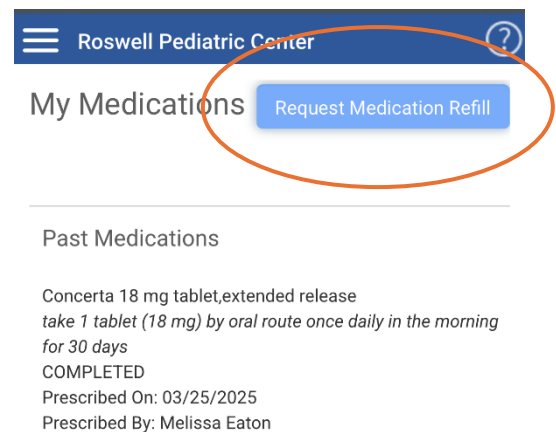 Roswell Pediatric Center
?
My Medications
Request Medication Refill
Past Medications
Concerta 18 mg tablet,extended release
take 1 tablet (18 mg) by oral route once daily in the morning
for 30 days
COMPLETED
Prescribed On: 03/25/2025
Prescribed By: Melissa Eaton